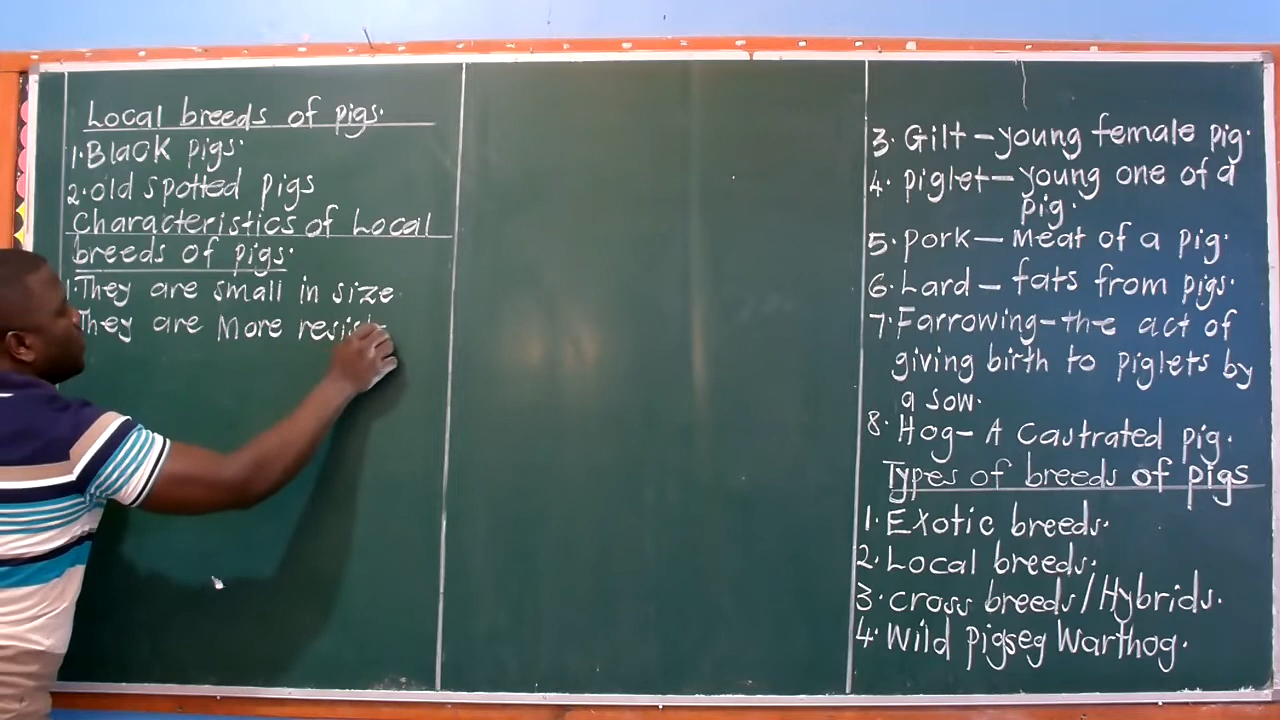 Local breeds of pigs.
1. Black pigs.
2. old spotted pigs
Characteristics of Local
breeds of pigs.
1. They are small in size
They are More
3. Gilt – young female pig.
4. piglet – young one of a
pig.
5. pork – Meat of a pig.
6. Lard – fats from pigs.
7. Farrowing – the act of
giving birth to piglets by
a sow.
8. Hog – A Castrated pig.
Types of breeds of pigs
1. Exotic breeds.
2. Local breeds.
3. cross breeds/Hybrids.
4. Wild pigs eg Warthog.